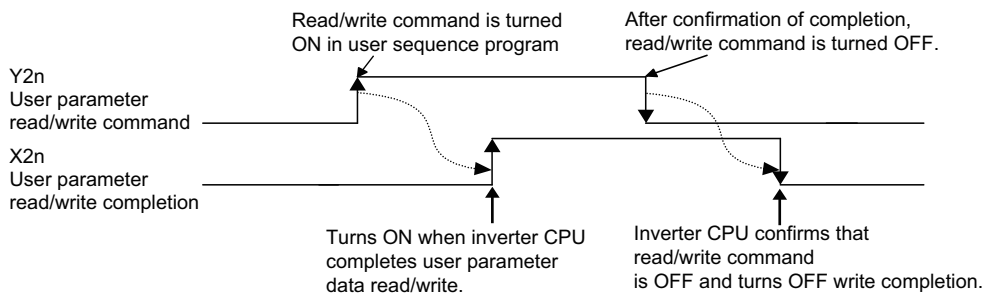 Read/write command is turned
ON in user sequence program
After confirmation of completion,
read/write command is turned OFF.
Y2n
User parameter
read/write command
X2n
User parameter
read/write completion
Turns ON when inverter CPU
completes user parameter
data read/write.
Inverter CPU confirms that
read/write command
is OFF and turns OFF write completion.